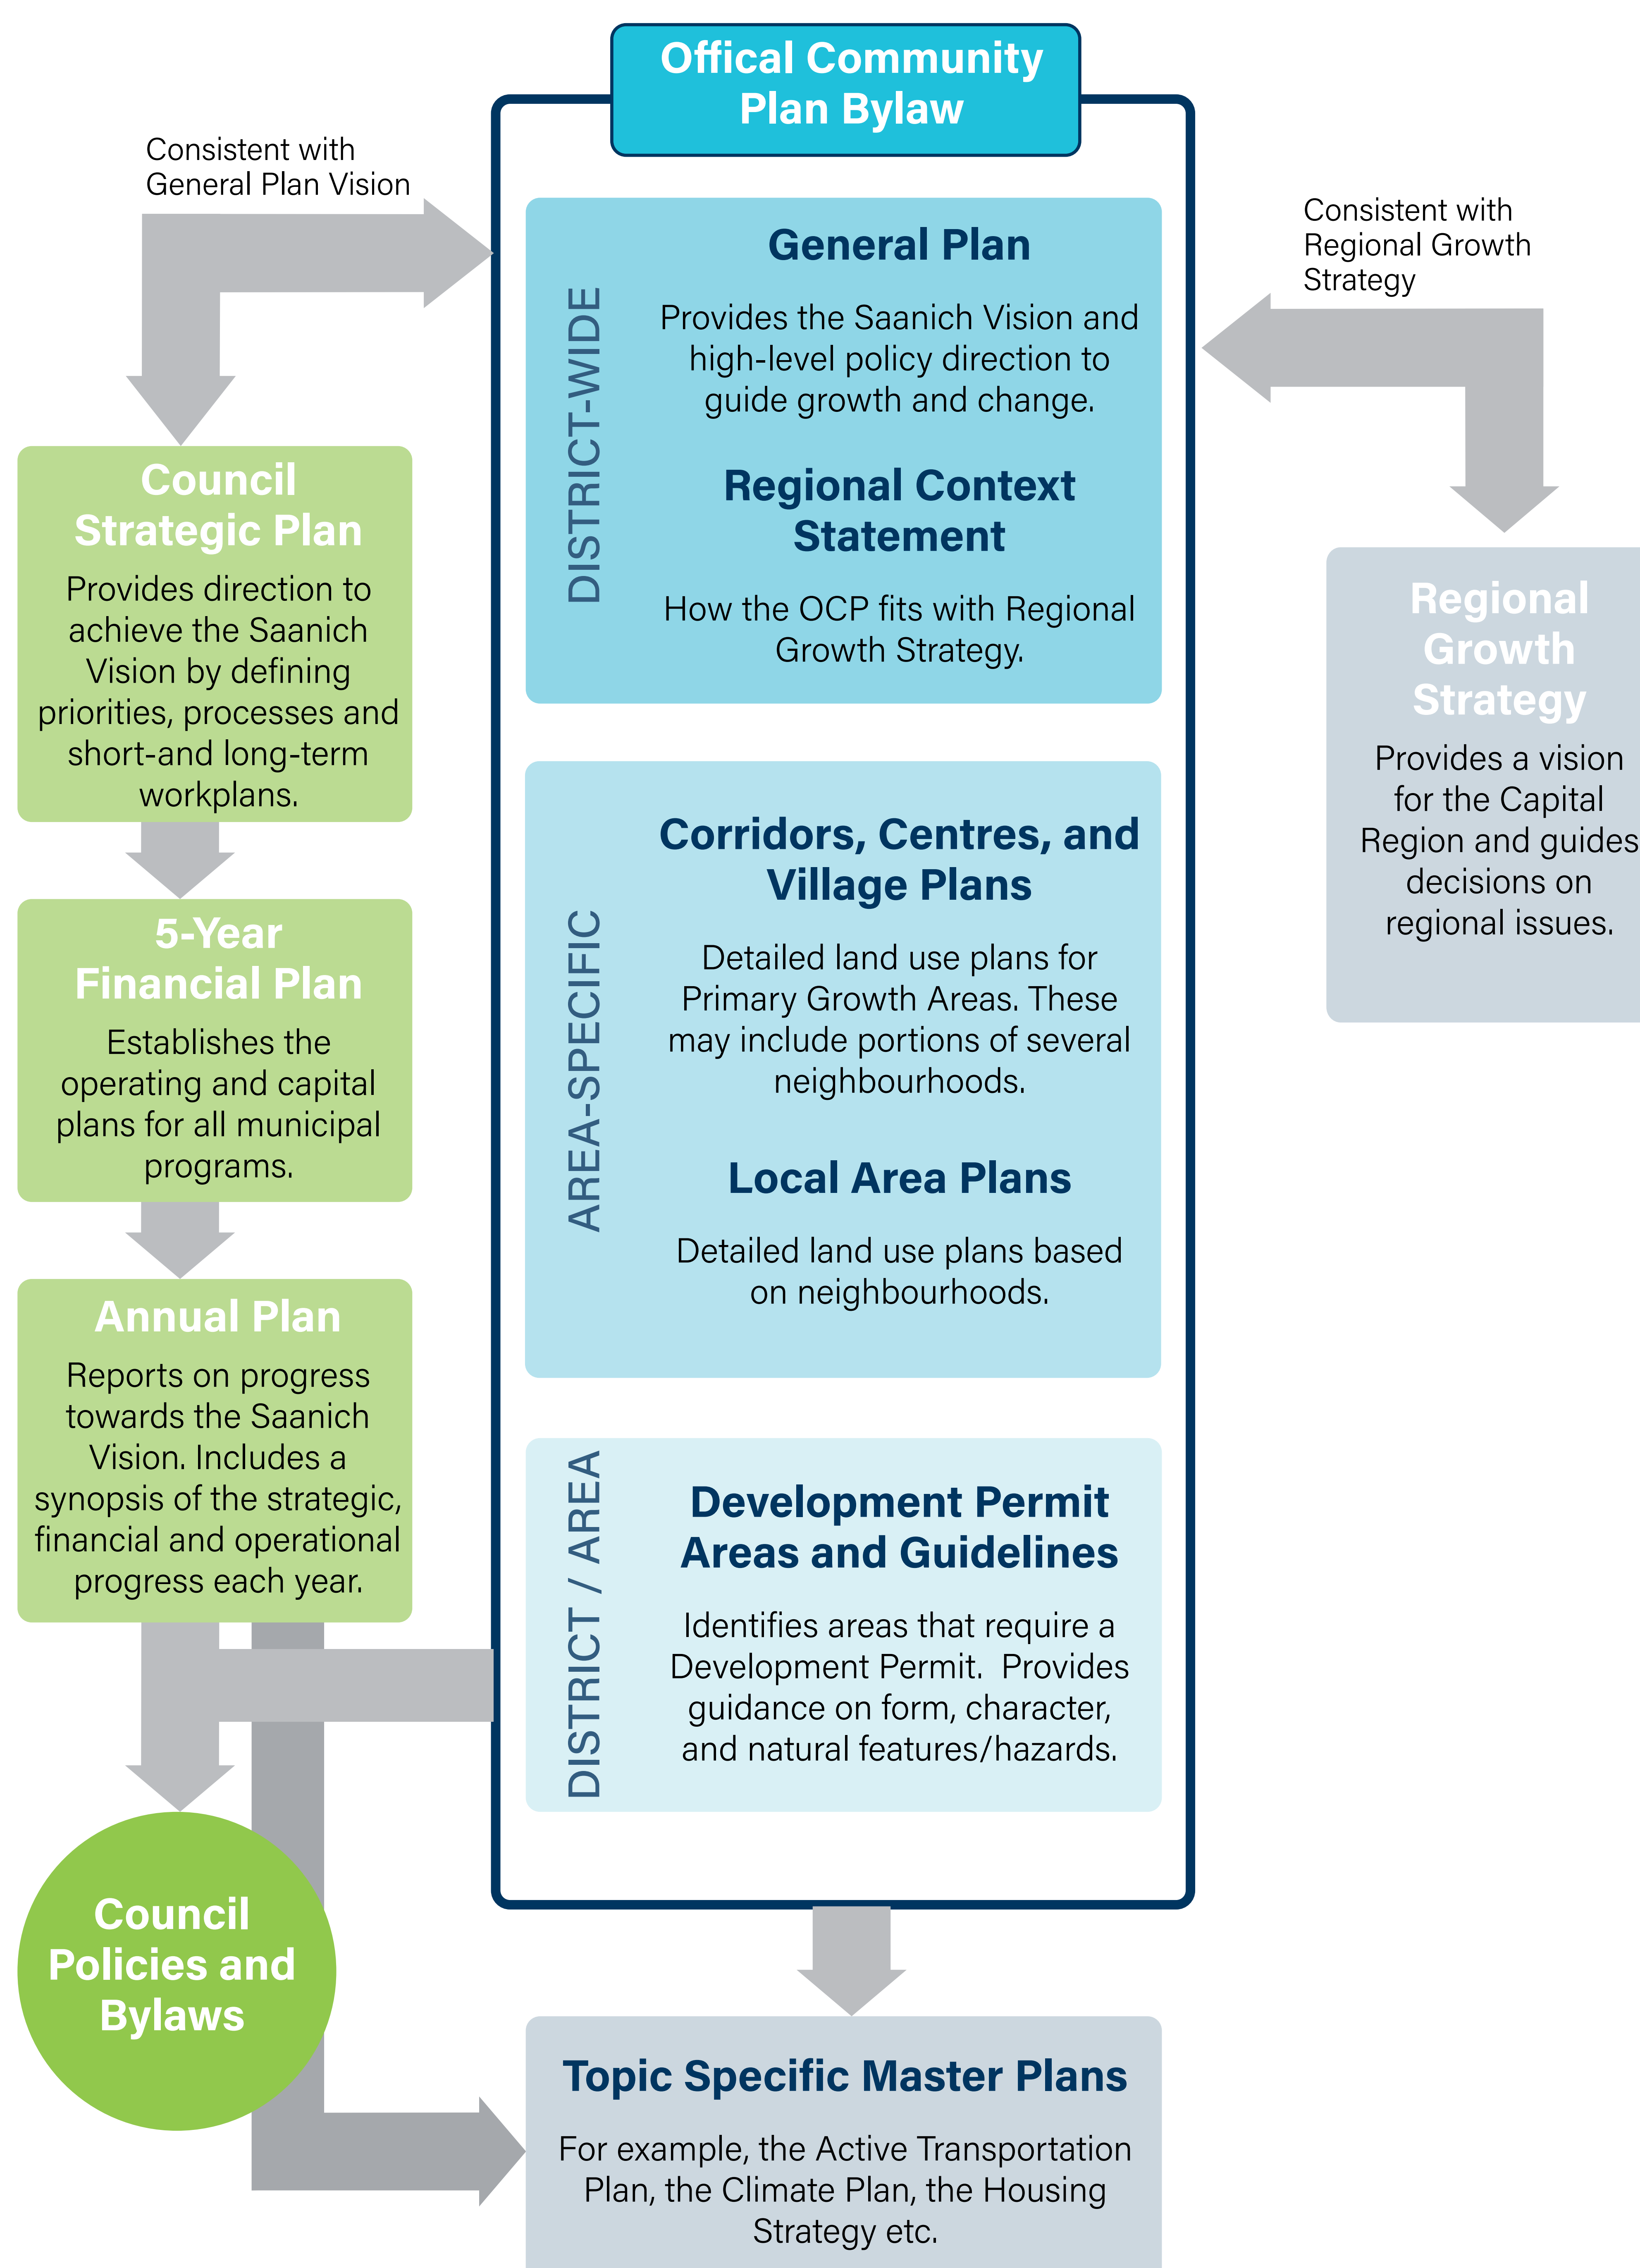 Offical Community
Plan Bylaw
Consistent with
General Plan Vision
Consistent with
Regional Growth
Strategy
DISTRICT-WIDE
General Plan
Provides the Saanich Vision and
high-level policy direction to
guide growth and change.
Regional Context
Statement
How the OCP fits with Regional
Growth Strategy.
Council
Strategic Plan
Provides direction to
achieve the Saanich
Vision by defining
priorities, processes and
short-and long-term
workplans.
Regional
Growth
Strategy
Provides a vision
for the Capital
Region and guides
decisions on
regional issues.
AREA-SPECIFIC
Corridors, Centres, and
Village Plans
Detailed land use plans for
Primary Growth Areas. These
may include portions of several
neighbourhoods.
Local Area Plans
Detailed land use plans based
on neighbourhoods.
5-Year
Financial Plan
Establishes the
operating and capital
plans for all municipal
programs.
Annual Plan
Reports on progress
towards the Saanich
Vision. Includes a
synopsis of the strategic,
financial and operational
progress each year.
DISTRICT / AREA
Development Permit
Areas and Guidelines
Identifies areas that require a
Development Permit.  Provides
guidance on form, character,
and natural features/hazards.
Council
Policies and
Bylaws
Topic Specific Master Plans
For example, the Active Transportation
Plan, the Climate Plan, the Housing
Strategy etc.